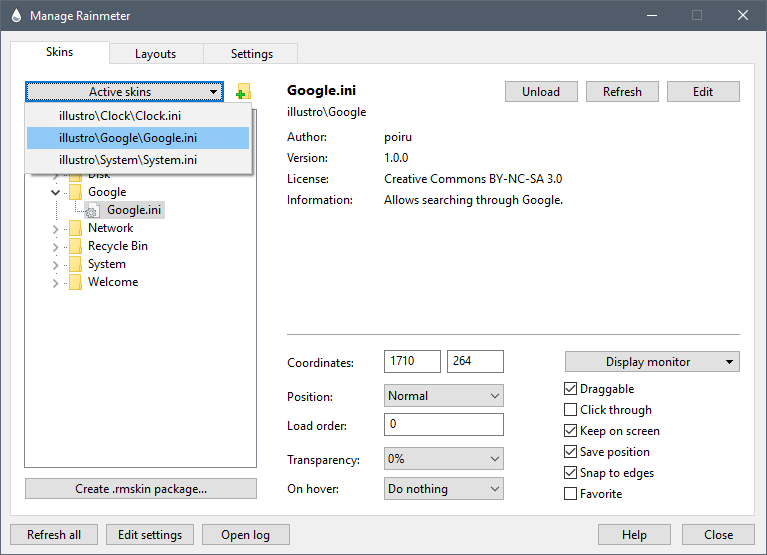 Manage Rainmeter
Skins
Layouts
Settings
Active skins
illustro\Clock\Clock.ini
illustro\Google\Google.ini
illustro\System\System.ini
Disk
Google
Google.ini
Network
Recycle Bin
System
Welcome
Create .rmskin package...
Google.ini
Unload
Refresh
Edit
illustro\Google
Author: poiru
Version: 1.0.0
License: Creative Commons BY-NC-SA 3.0
Information: Allows searching through Google.
Coordinates: 1710 264
Position: Normal
Load order: 0
Transparency: 0%
On hover: Do nothing
Display monitor
Draggable
Click through
Keep on screen
Save position
Snap to edges
Favorite
Refresh all
Edit settings
Open log
Help
Close